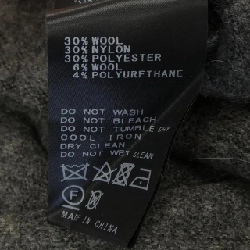 30% WOOL
30% NYLON
30% POLYESTER
6% WOOL
4% POLYURETHANE
DO NOT WASH
DO NOT BLEACH
DO NOT TUMBLE DRY
COOL IRON
DRY CLEAN
DO NOT WET CLEAN
MADE IN CHINA